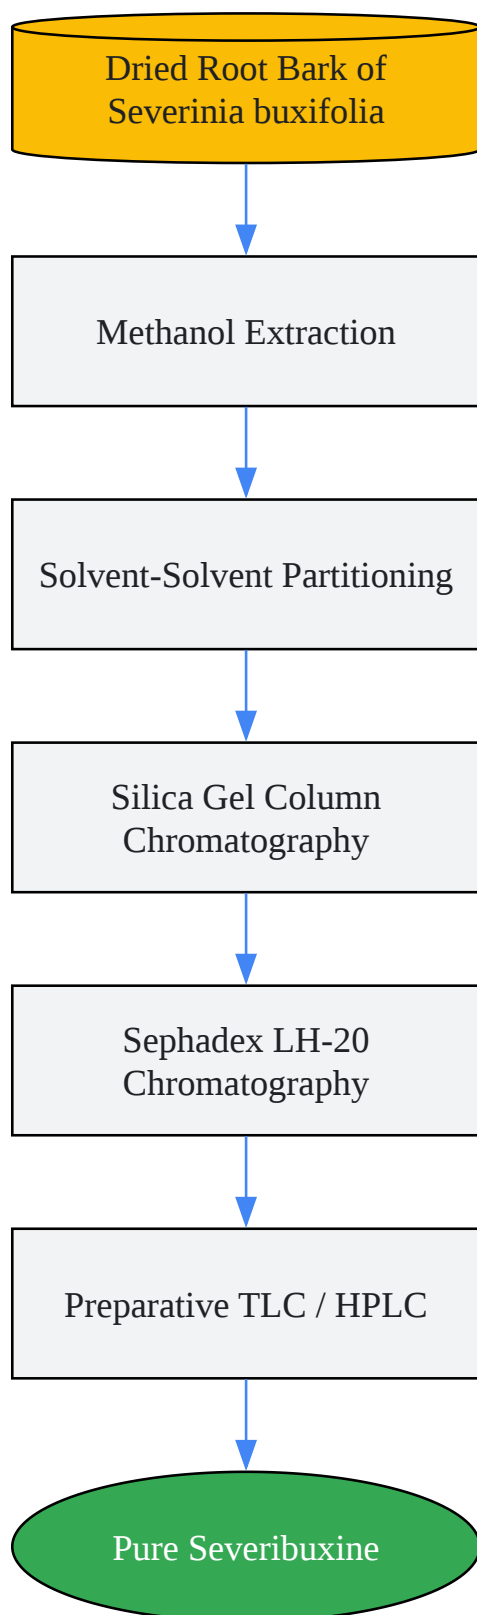 Dried Root Bark of
Severinia buxifolia
Methanol Extraction
Solvent-Solvent Partitioning
Silica Gel Column
Chromatography
Sephadex LH-20
Chromatography
Preparative TLC / HPLC
Pure Severibuxine